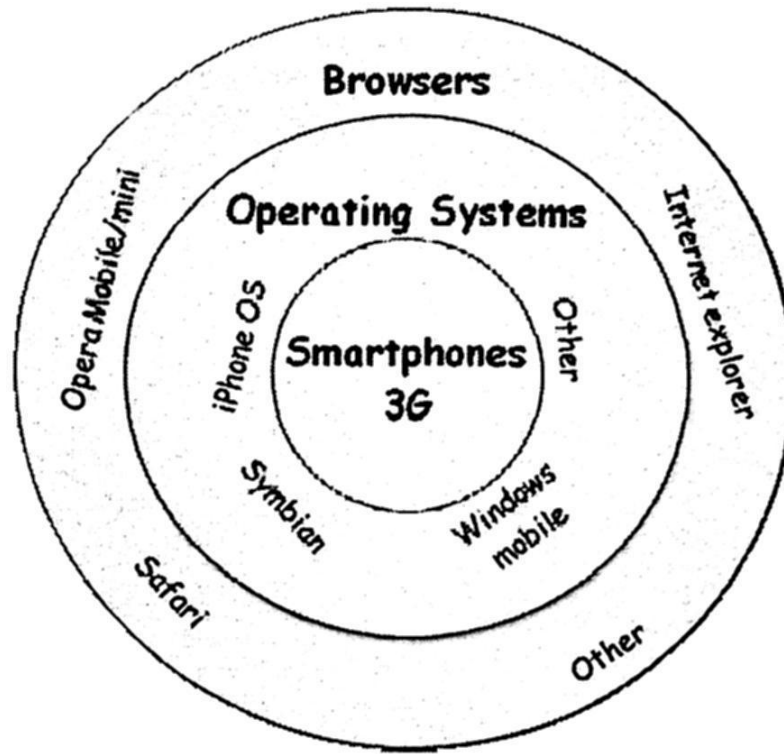 Browsers
Opera Mobile/mini
Internet explorer
Safari
Other
Operating Systems
iPhone OS
Other
Symbian
Windows
mobile
Smartphones
3G